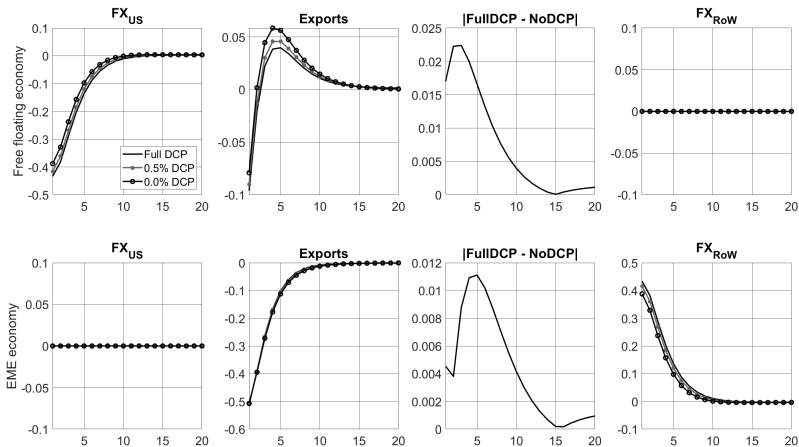 FX_US
Exports
|FullDCP - NoDCP|
FX_RoW
Free floating economy
0.1
0
-0.1
-0.2
-0.3
-0.4
-0.5
Full DCP
0.5% DCP
0.0% DCP
5 10 15 20
0.05
0
-0.05
-0.1
5 10 15 20
0.025
0.02
0.015
0.01
0.005
0
5 10 15 20
0.1
0.05
0
-0.05
-0.1
5 10 15 20
FX_US
Exports
|FullDCP - NoDCP|
FX_RoW
EME economy
0.1
0.05
0
-0.05
-0.1
5 10 15 20
0
-0.1
-0.2
-0.3
-0.4
-0.5
-0.6
5 10 15 20
0.012
0.01
0.008
0.006
0.004
0.002
0
5 10 15 20
0.5
0.4
0.3
0.2
0.1
0
-0.1
5 10 15 20